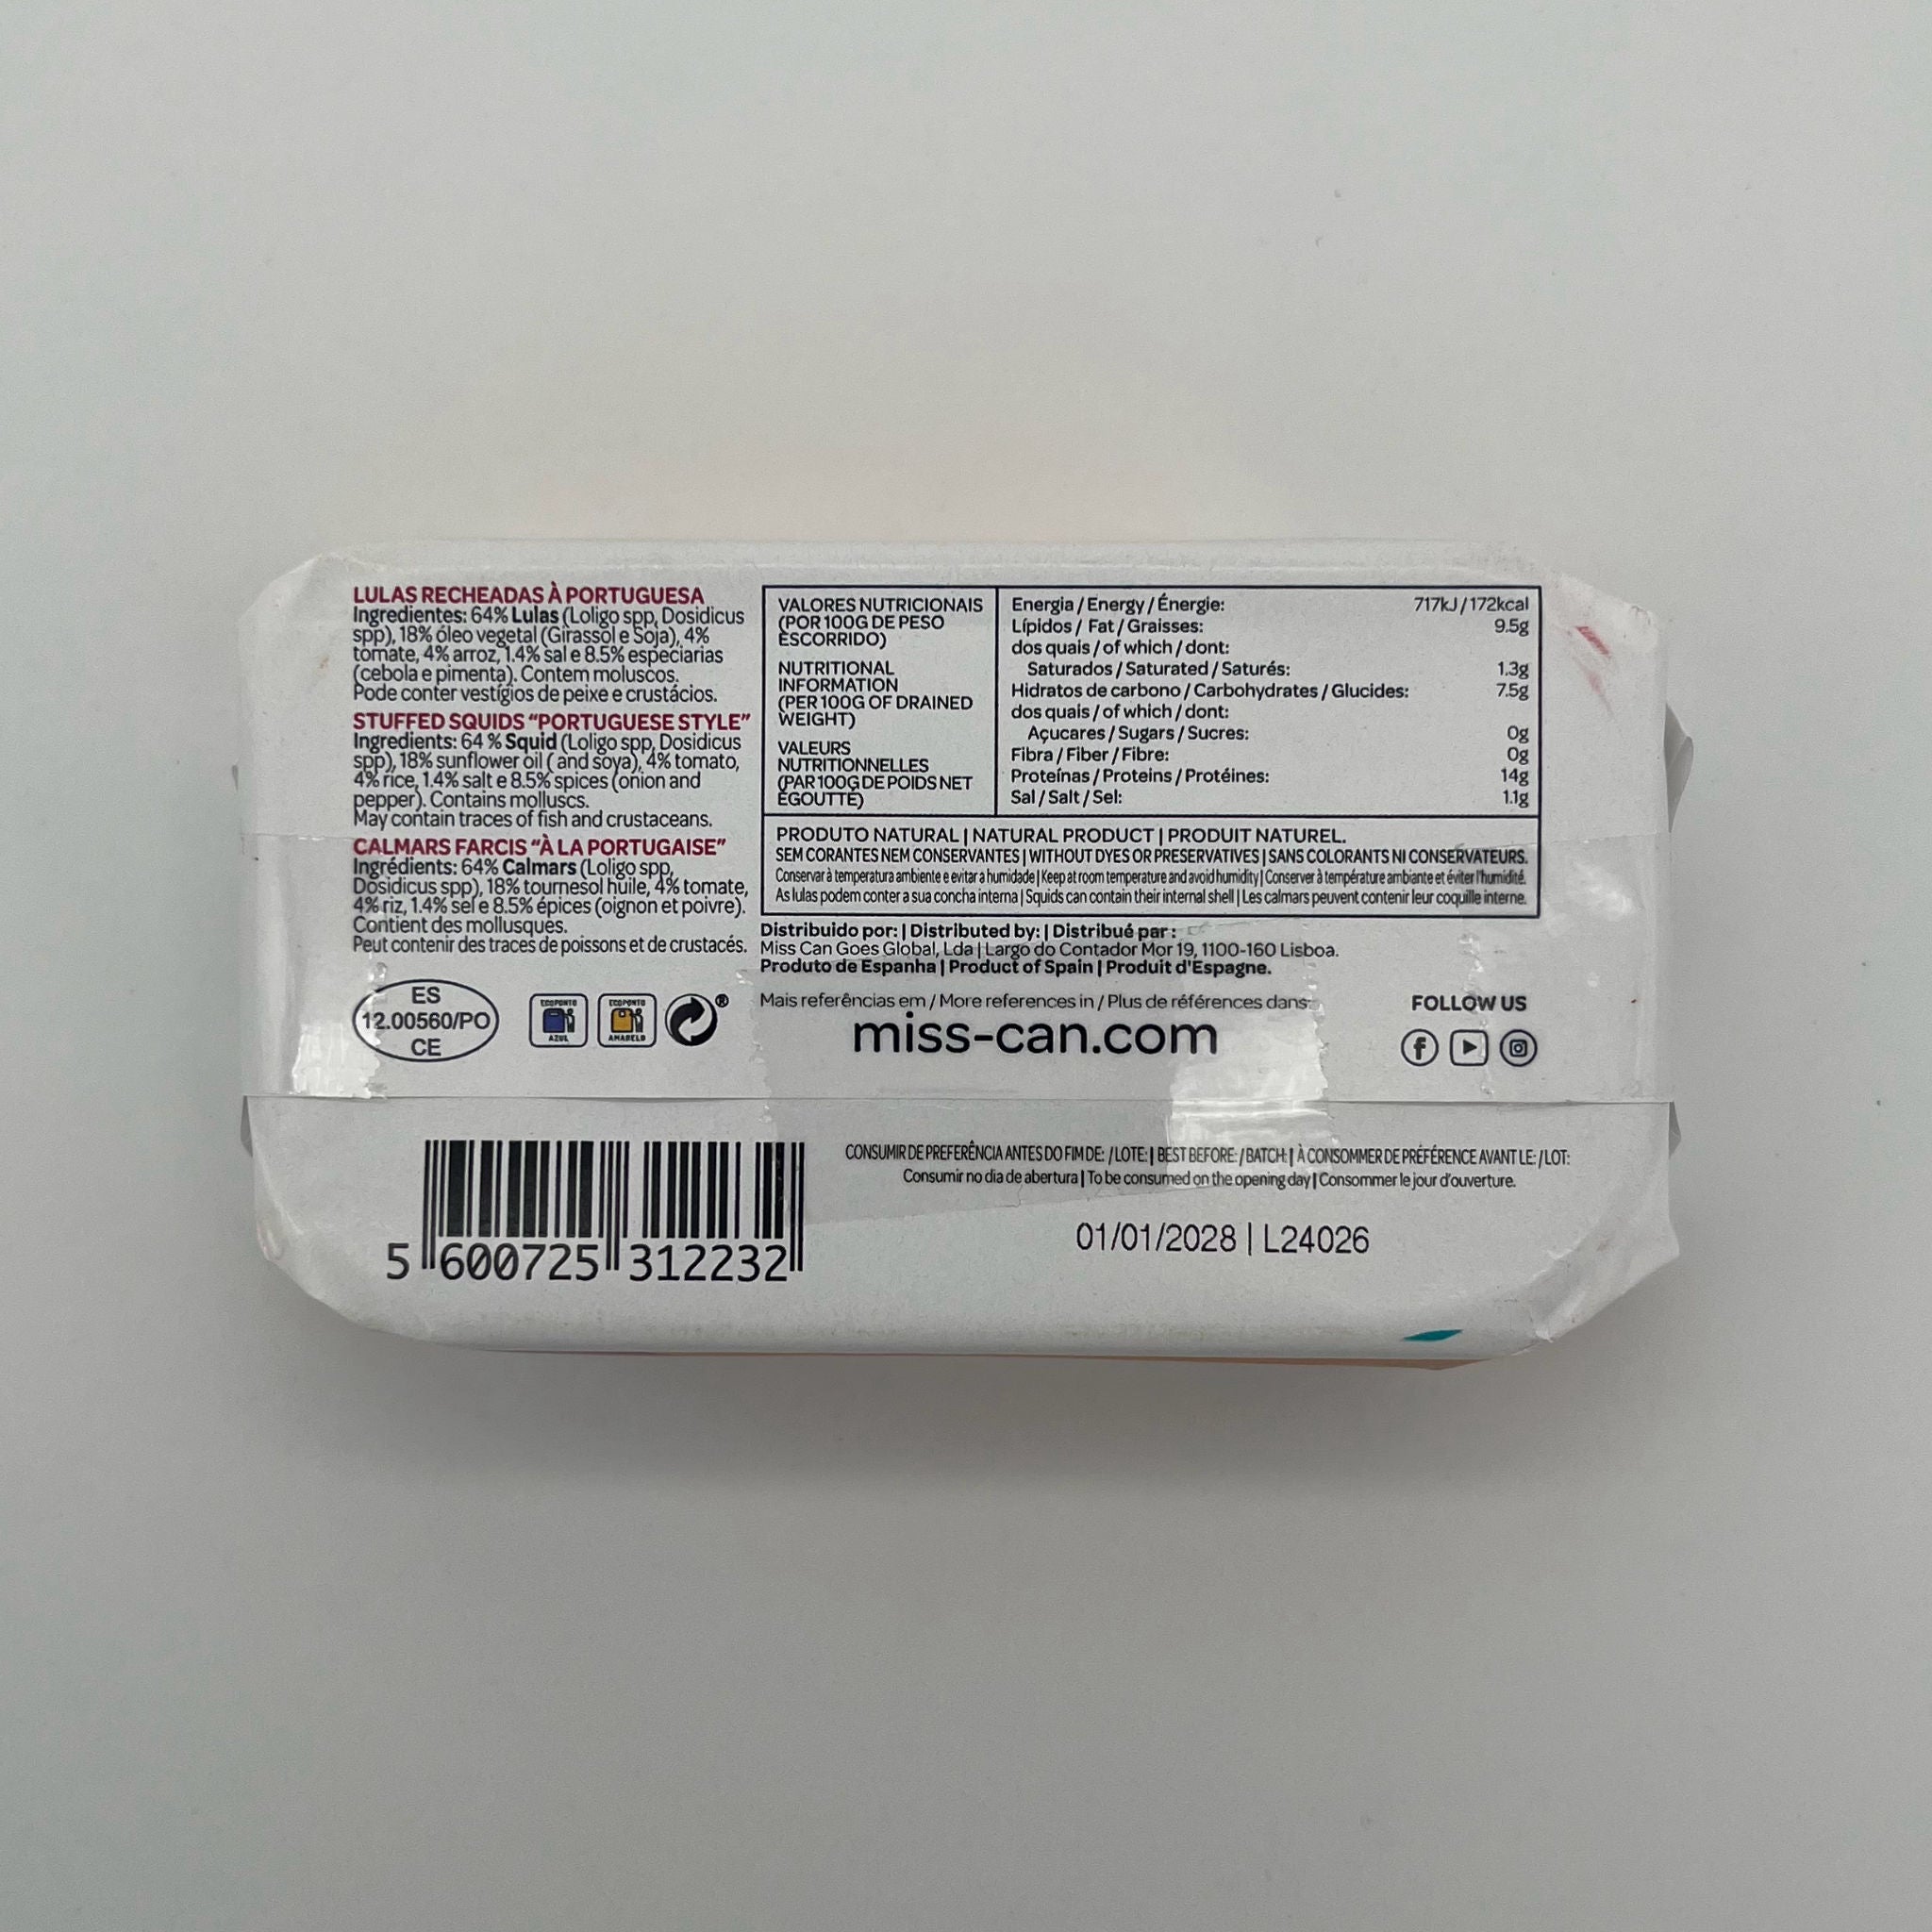 LULAS RECHEADAS À PORTUGUESA
Ingredientes: 64% Lulas (Loligo spp, Dosidicus
spp), 18% óleo vegetal (Girassol e Soja), 4%
tomate, 4% arroz, 1.4% sal e 8.5% especiarias
(cebola e pimenta). Contem moluscos.
Pode conter vestígios de peixe e crustácios.
STUFFED SQUIDS “PORTUGUESE STYLE”
Ingredients: 64 % Squid (Loligo spp, Dosidicus
spp), 18% sunflower oil ( and soya), 4% tomato,
4% rice, 1.4% salt e 8.5% spices (onion and
pepper). Contains molluscs.
May contain traces of fish and crustaceans.
CALMARS FARCIS “À LA PORTUGAISE”
Ingrédients: 64% Calmars (Loligo spp,
Dosidicus spp), 18% tournesol huile, 4% tomate,
4% riz, 1.4% sel e 8.5% épices (oignon et poivre).
Contient des mollusques.
Peut contenir des traces de poissons et de crustacés.
VALORES NUTRICIONAIS
(POR 100G DE PESO
ESCORRIDO)
NUTRITIONAL
INFORMATION
(PER 100G OF DRAINED
WEIGHT)
VALEURS
NUTRITIONNELLES
(PAR 100G DE POIDS NET
ÉGOUTTÉ)
Energia / Energy / Énergie: 717kJ / 172kcal
Lípidos / Fat / Graisses: 9.5g
dos quais / of which / dont:
Saturados / Saturated / Saturés: 1.3g
Hidratos de carbono / Carbohydrates / Glucides: 7.5g
dos quais / of which / dont:
Açucares / Sugars / Sucres: 0g
Fibra / Fiber / Fibre: 0g
Proteínas / Proteins / Protéines: 14g
Sal / Salt / Sel: 1.1g
PRODUTO NATURAL | NATURAL PRODUCT | PRODUIT NATUREL.
SEM CORANTES NEM CONSERVANTES | WITHOUT DYES OR PRESERVATIVES | SANS COLORANTS NI CONSERVATEURS.
Conservar à temperatura ambiente e evitar a humidade | Keep at room temperature and avoid humidity | Conserver à température ambiante et éviter l'humidité.
As lulas podem conter a sua concha interna | Squids can contain their internal shell | Les calmars peuvent contenir leur coquille interne.
Distribuido por: | Distributed by: | Distribué par :
Miss Can Goes Global, Lda | Largo do Contador Mor 19, 1100-160 Lisboa.
Produto de Espanha | Product of Spain | Produit d'Espagne.
ES
12.00560/PO
CE
ECOPONTO
AZUL
ECOPONTO
AMARELO
®
Mais referências em / More references in / Plus de références dans:
miss-can.com
FOLLOW US
CONSUMIR DE PREFERÊNCIA ANTES DO FIM DE: / LOTE: | BEST BEFORE: / BATCH: | À CONSOMMER DE PRÉFÉRENCE AVANT LE: / LOT:
Consumir no dia de abertura | To be consumed on the opening day | Consommer le jour d'ouverture.
01/01/2028 | L24026
5 600725 312232